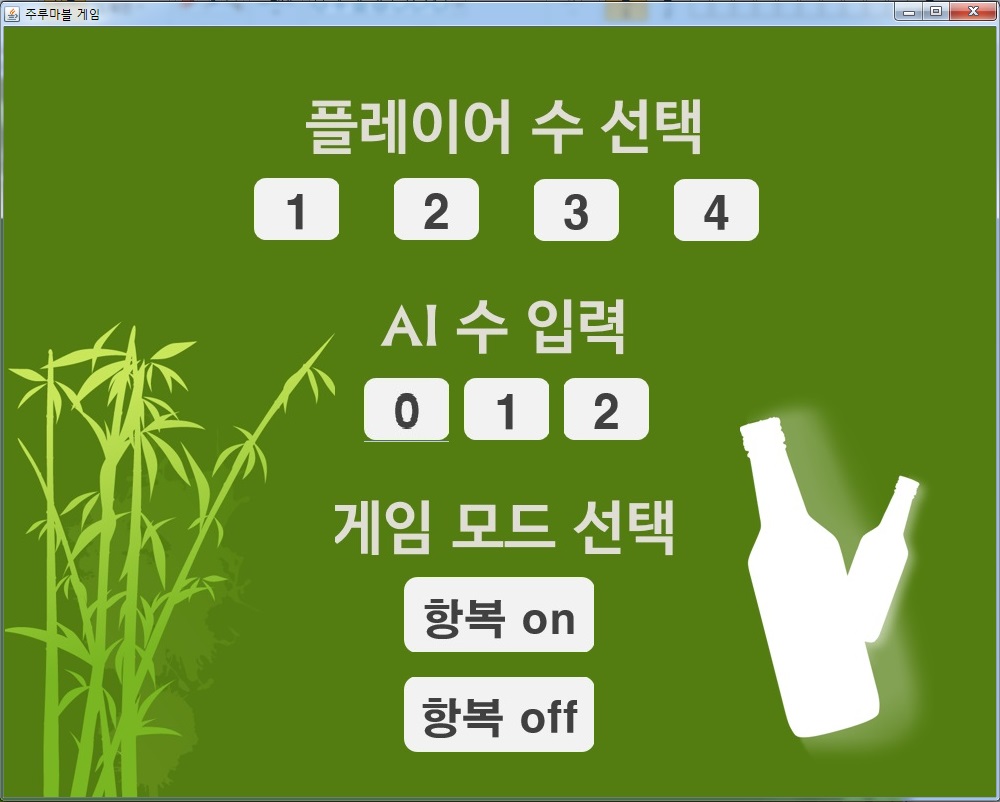 주루마블 게임
플레이어 수 선택
1 2 3 4
AI 수 입력
0 1 2
게임 모드 선택
항복 on
항복 off